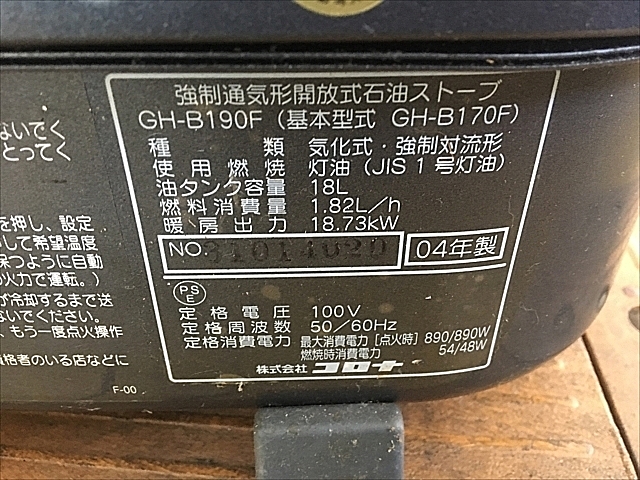 強制通気形開放式石油ストーブ
GH-B190F (基本型式 GH-B170F)
種類 気化式・強制対流形
使用燃焼 灯油 (JIS 1号灯油)
油タンク容量 18L
燃料消費量 1.82L/h
暖房出力 18.73kW
NO.
04年製
PSE
定格電圧 100V
定格周波数 50/60Hz
定格消費電力 最大消費電力 [点火時] 890/890W
燃焼時消費電力 54/48W
株式会社 コロナ
ないでく
とってく
を押し、設定
して希望温度
保つように自動
の火力で運転。)
が冷却するまで送
ないでください。
、もう一度点火操作
資格者のいる店などに
F-00